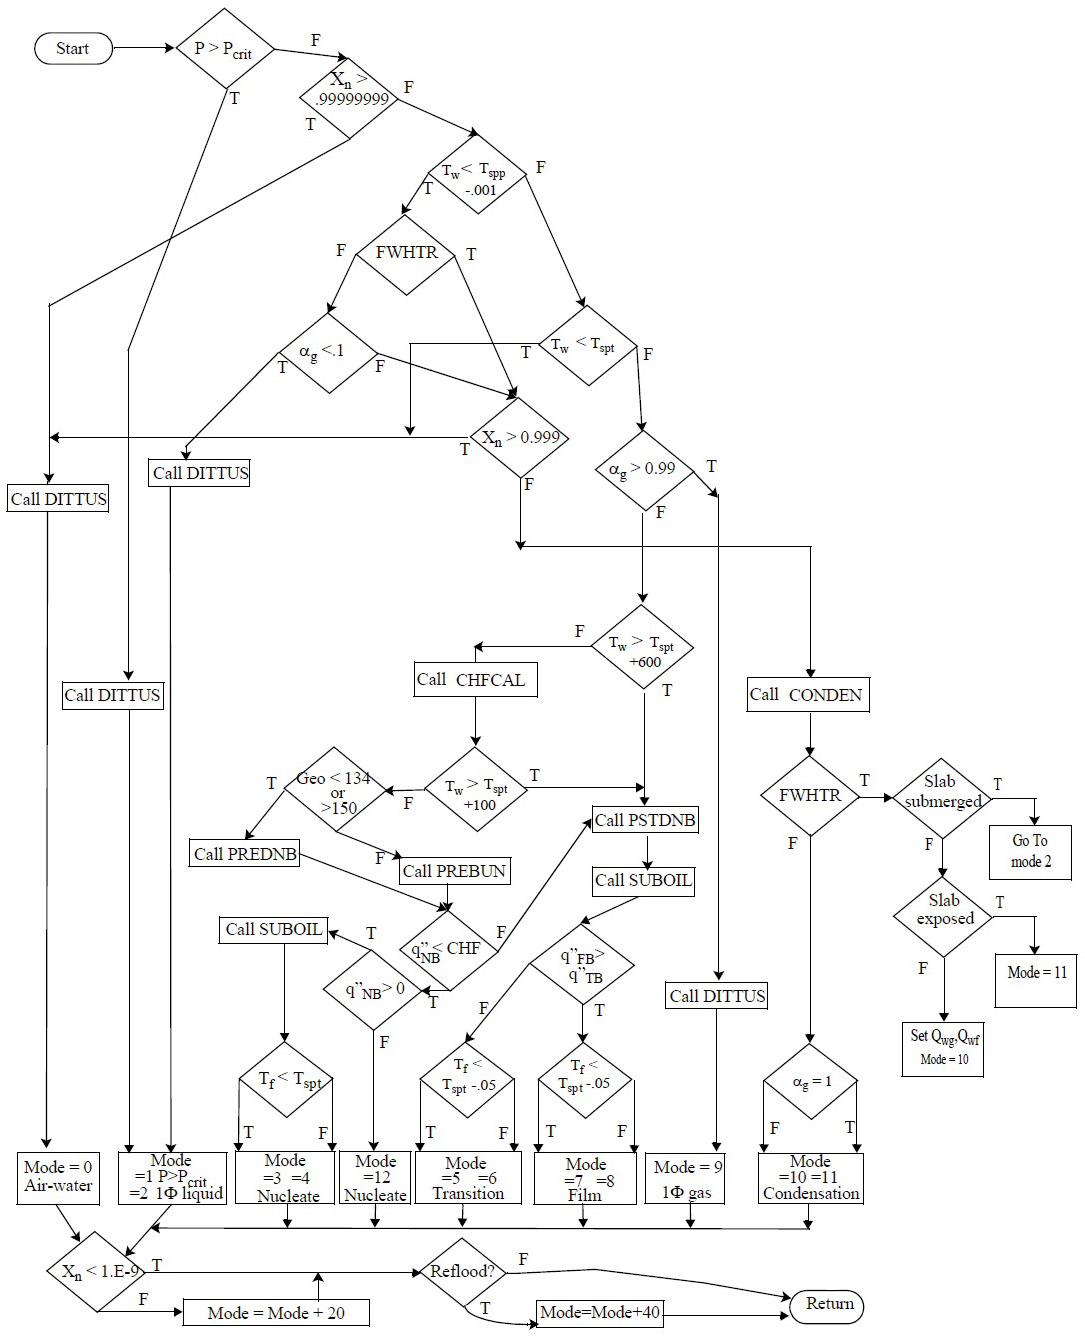 Start
P > Pcrit
F
T
Xn >
.99999999
F
T
Tw < Tspp
-.001
F
T
FWHTR
F
T
αg <.1
T
F
Tw < Tspt
T
F
Xn > 0.999
T
F
αg > 0.99
T
F
Call DITTUS
Call DITTUS
Call DITTUS
Tw > Tspt
+600
F
T
Call CHFCAL
Call CONDEN
Tw > Tspt
+100
T
F
Geo < 134
or
>150
T
F
FWHTR
T
F
Slab
submerged
T
F
Call PSTDNB
Go To
mode 2
Call PREDNB
Call PREBUN
Call SUBOIL
Slab
exposed
T
F
Call SUBOIL
q”NB < CHF
F
T
q”FB>
q”TB
F
T
q”NB> 0
T
F
Mode = 11
Call DITTUS
Set Qwg,Qwf
Mode = 10
Tf < Tspt
T
F
Tf <
Tspt -.05
T
F
Tf <
Tspt -.05
T
F
αg = 1
F
T
Mode = 0
Air-water
Mode
=1 P>Pcrit
=2 1Φ liquid
Mode
=3 =4
Nucleate
Mode
=12
Nucleate
Mode
=5 =6
Transition
Mode
=7 =8
Film
Mode = 9
1Φ gas
Mode
=10 =11
Condensation
Xn < 1.E-9
T
F
Mode = Mode + 20
Reflood?
F
T
Mode=Mode+40
Return